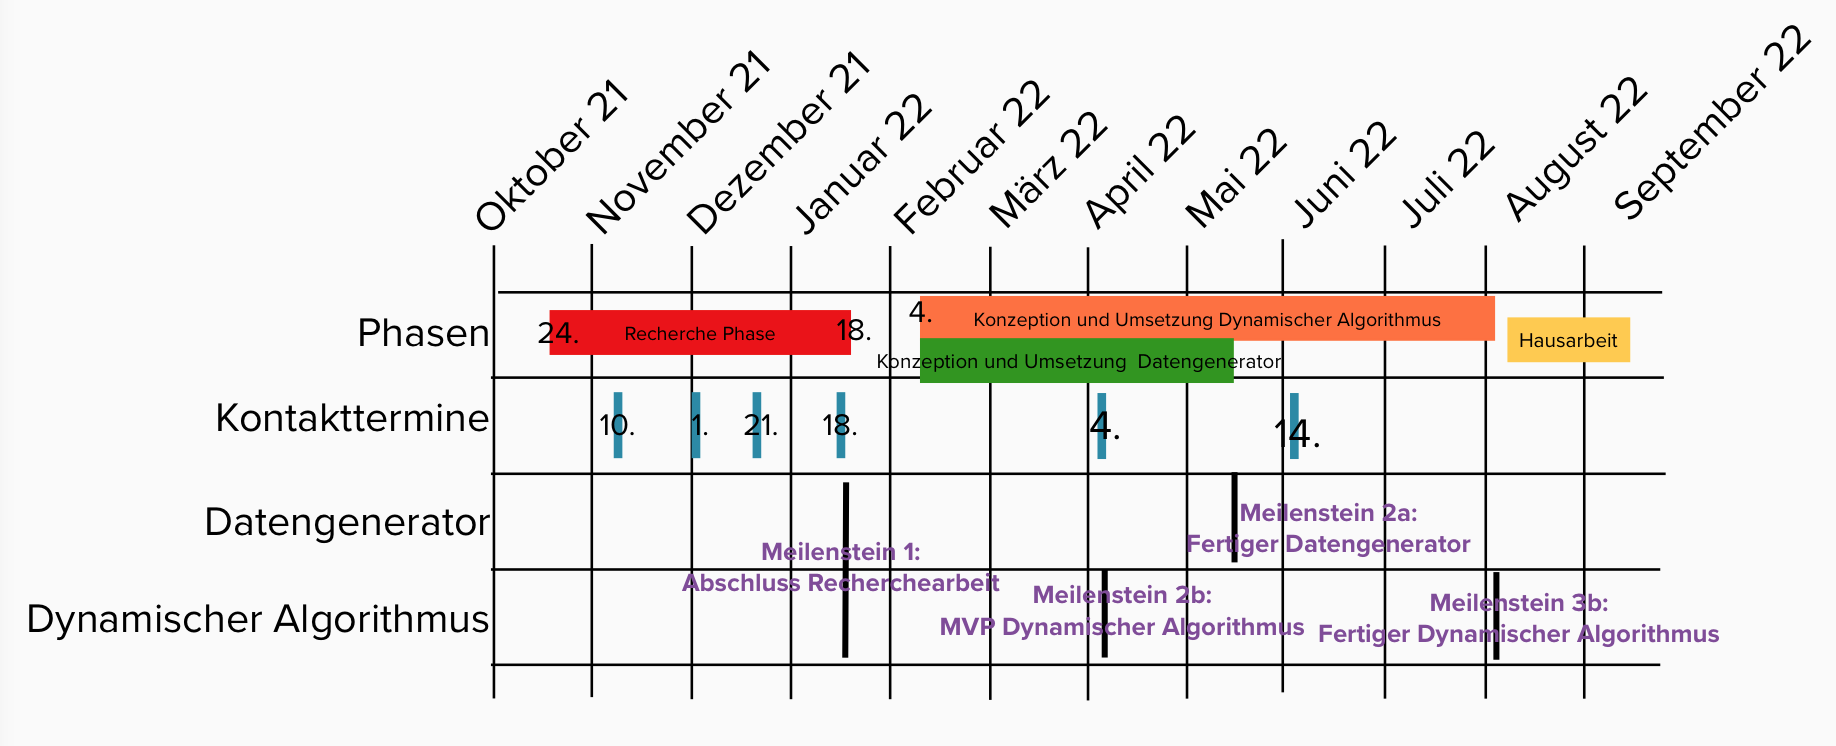 Oktober 21
November 21
Dezember 21
Januar 22
Februar 22
März 22
April 22
Mai 22
Juni 22
Juli 22
August 22
September 22
Phasen
24.
Recherche Phase
18.
4.
Konzeption und Umsetzung Dynamischer Algorithmus
Konzeption und Umsetzung Datengenerator
Hausarbeit
Kontakttermine
10.
1.
21.
18.
4.
14.
Datengenerator
Meilenstein 1:
Abschluss Recherchearbeit
Meilenstein 2a:
Fertiger Datengenerator
Dynamischer Algorithmus
Meilenstein 2b:
MVP Dynamischer Algorithmus
Meilenstein 3b:
Fertiger Dynamischer Algorithmus